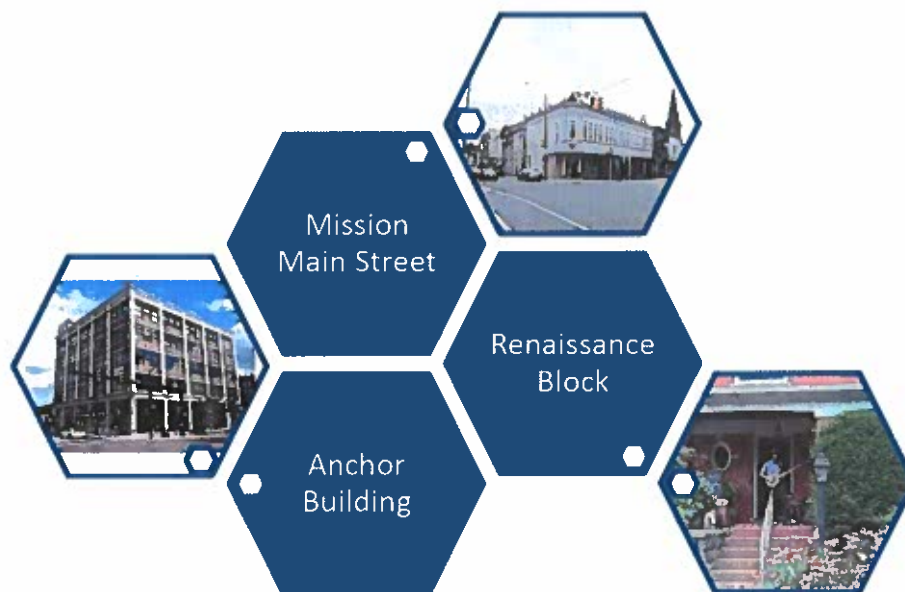 Mission
Main Street
Renaissance
Block
Anchor
Building